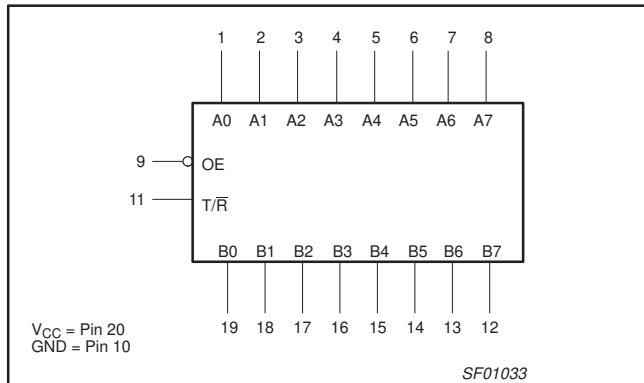 1 2 3 4 5 6 7 8
A0 A1 A2 A3 A4 A5 A6 A7
9 OE
11 T/R̅
B0 B1 B2 B3 B4 B5 B6 B7
19 18 17 16 15 14 13 12
VCC = Pin 20
GND = Pin 10
SF01033